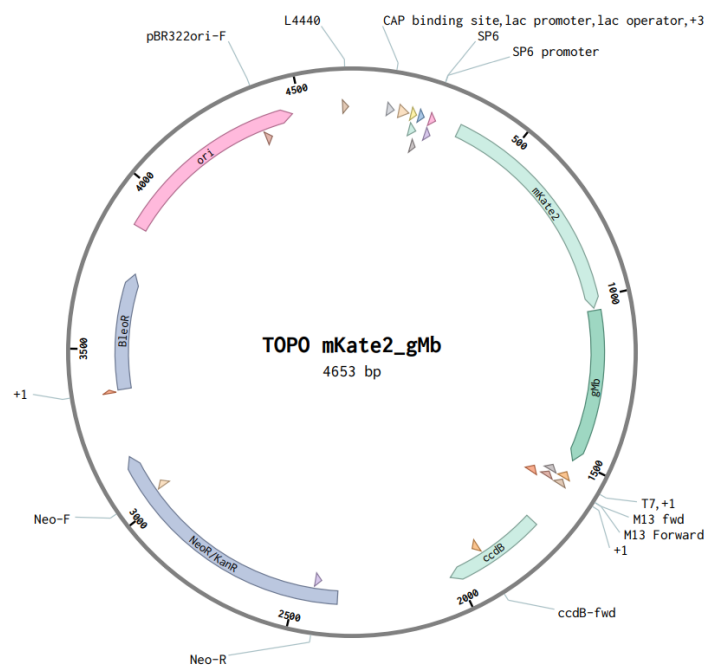 L4440
CAP binding site,lac promoter,lac operator,+3
SP6
pBR322ori-F
SP6 promoter
4500
500
ori
4000
mKate2
1000
BleoR
3500
TOPO mKate2_gMb
4653 bp
gMb
+1
1500
T7,+1
M13 fwd
M13 Forward
+1
Neo-F
3000
NeoR/KanR
ccdB
2000
ccdB-fwd
2500
Neo-R